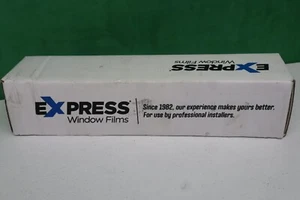 EXPRESS
Window Films
EXPRESS
Window Films
Since 1982, our experience makes yours better.
For use by professional installers.